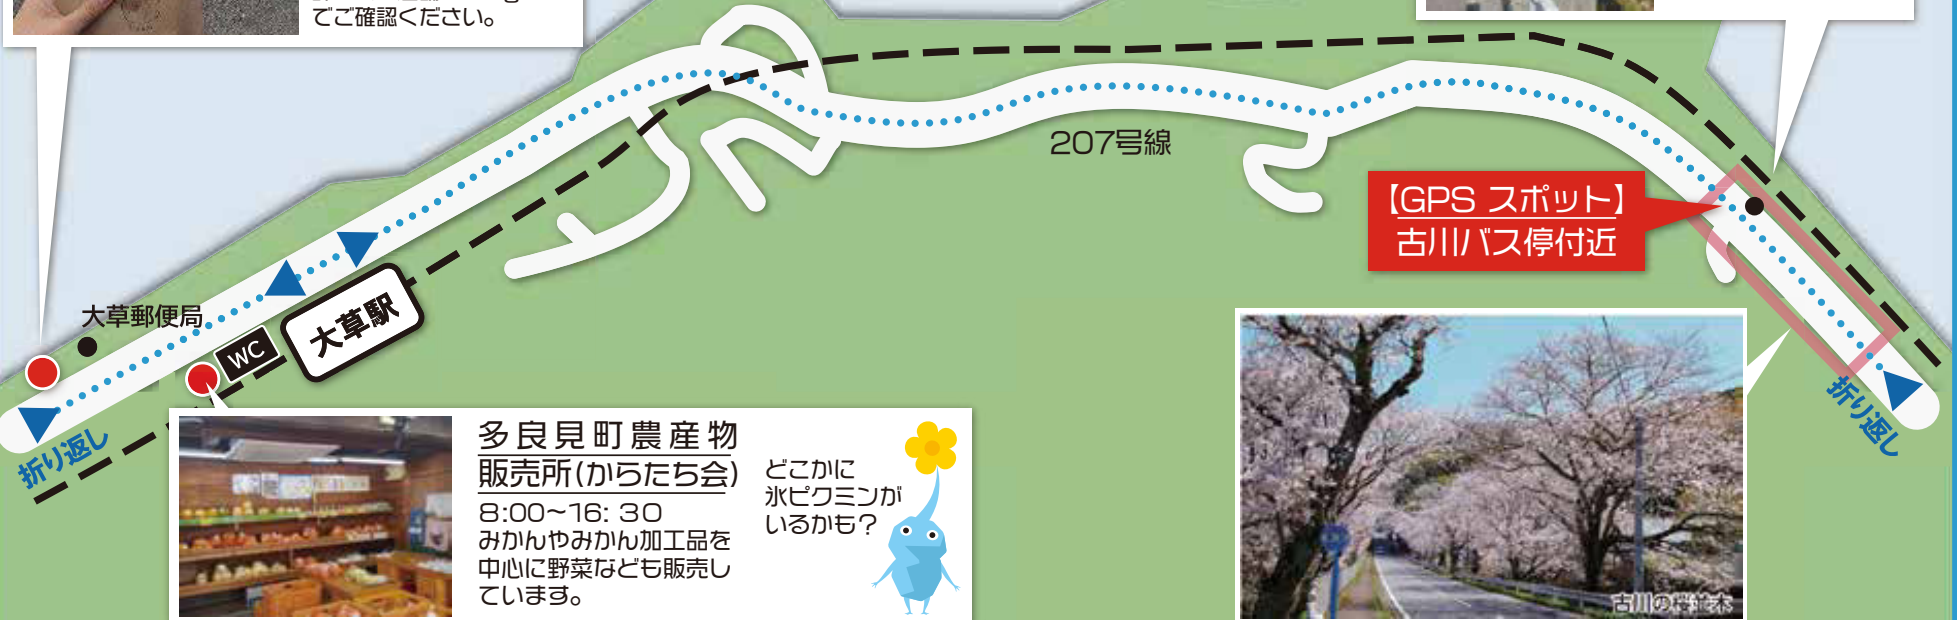 でご確認ください。
207号線
【GPS スポット】
古川バス停付近
大草郵便局
大草駅
WC
折り返し
折り返し
多良見町農産物
販売所(からたち会)
8:00～16:30
みかんやみかん加工品を
中心に野菜なども販売し
ています。
どこかに
氷ピクミンが
いるかも？
古川の桜並木